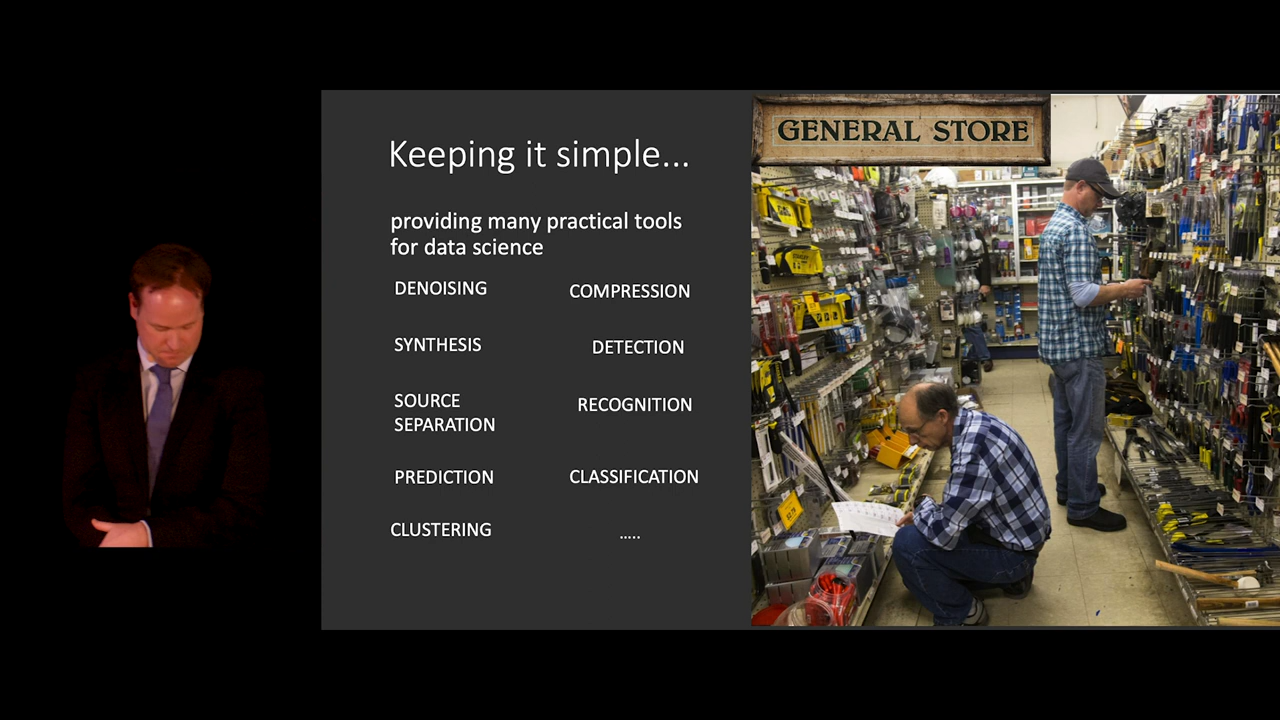 Keeping it simple...
providing many practical tools
for data science
DENOISING
COMPRESSION
SYNTHESIS
DETECTION
SOURCE
SEPARATION
RECOGNITION
PREDICTION
CLASSIFICATION
CLUSTERING
.....
GENERAL STORE